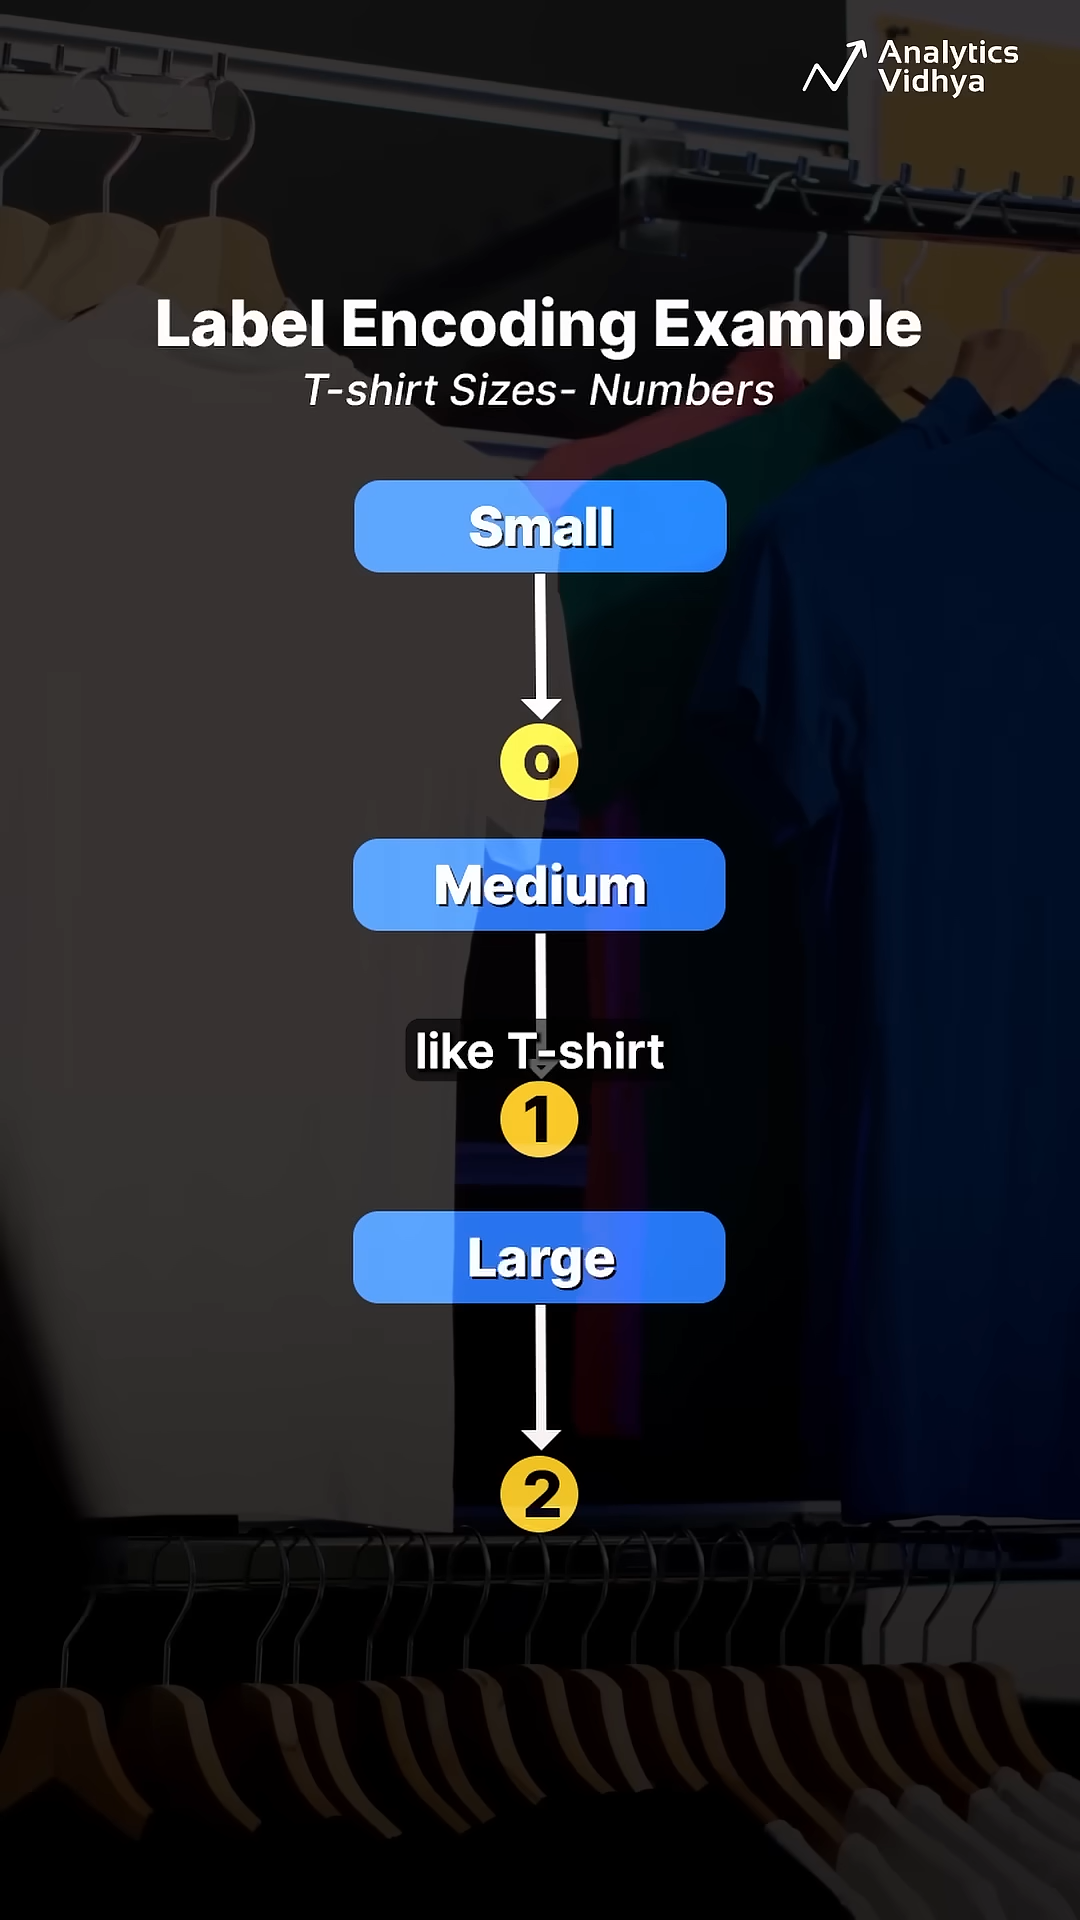 Analytics
Vidhya
Label Encoding Example
T-shirt Sizes- Numbers
Small
0
Medium
like T-shirt
1
Large
2